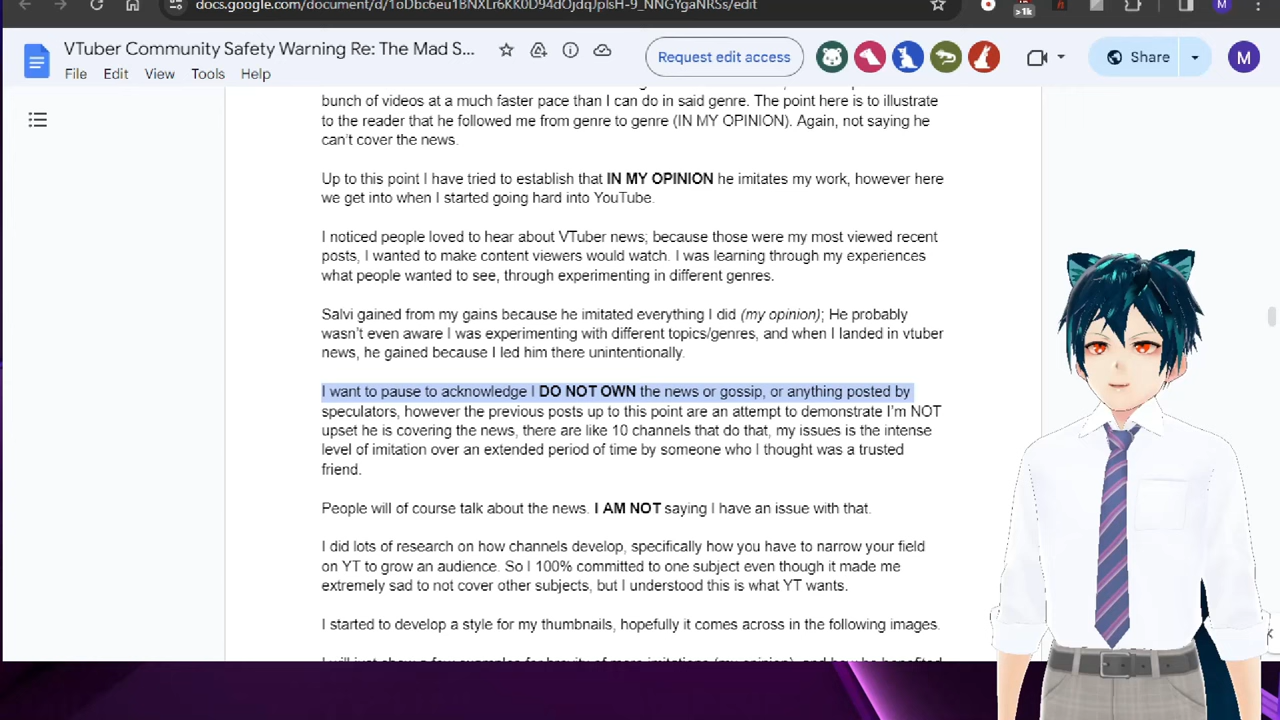 VTuber Community Safety Warning Re: The Mad S...
File Edit View Tools Help
Request edit access
Share
M
>1k
M
bunch of videos at a much faster pace than I can do in said genre. The point here is to illustrate
to the reader that he followed me from genre to genre (IN MY OPINION). Again, not saying he
can't cover the news.
Up to this point I have tried to establish that IN MY OPINION he imitates my work, however here
we get into when I started going hard into YouTube.
I noticed people loved to hear about VTuber news; because those were my most viewed recent
posts, I wanted to make content viewers would watch. I was learning through my experiences
what people wanted to see, through experimenting in different genres.
Salvi gained from my gains because he imitated everything I did (my opinion); He probably
wasn't even aware I was experimenting with different topics/genres, and when I landed in vtuber
news, he gained because I led him there unintentionally.
I want to pause to acknowledge I DO NOT OWN the news or gossip, or anything posted by
speculators, however the previous posts up to this point are an attempt to demonstrate I'm NOT
upset he is covering the news, there are like 10 channels that do that, my issues is the intense
level of imitation over an extended period of time by someone who I thought was a trusted
friend.
People will of course talk about the news. I AM NOT saying I have an issue with that.
I did lots of research on how channels develop, specifically how you have to narrow your field
on YT to grow an audience. So I 100% committed to one subject even though it made me
extremely sad to not cover other subjects, but I understood this is what YT wants.
I started to develop a style for my thumbnails, hopefully it comes across in the following images.